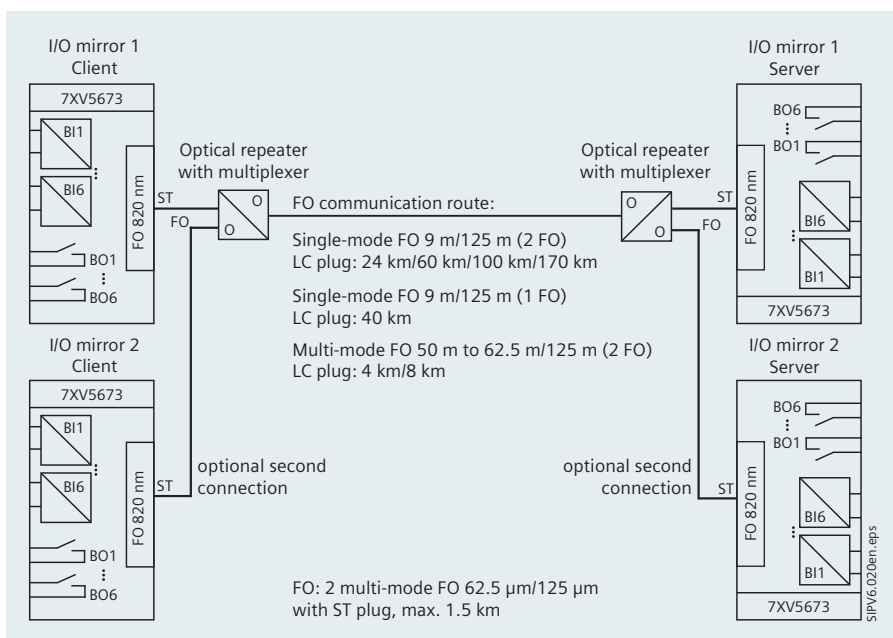 I/O mirror 1
Client
7XV5673
BI1
BI6
BO1
BO6
FO 820 nm
ST
FO
Optical repeater
with multiplexer
O
O
FO communication route:
Single-mode FO 9 m/125 m (2 FO)
LC plug: 24 km/60 km/100 km/170 km
Single-mode FO 9 m/125 m (1 FO)
LC plug: 40 km
Multi-mode FO 50 m to 62.5 m/125 m (2 FO)
LC plug: 4 km/8 km
Optical repeater
with multiplexer
O
O
ST
FO
I/O mirror 1
Server
BO6
BO1
FO 820 nm
BI6
BI1
7XV5673
I/O mirror 2
Client
7XV5673
BI1
BI6
BO1
BO6
FO 820 nm
ST
optional second
connection
FO: 2 multi-mode FO 62.5 µm/125 µm
with ST plug, max. 1.5 km
optional second
connection
ST
I/O mirror 2
Server
BO6
BO1
FO 820 nm
BI6
BI1
7XV5673
SIPV6.020en.eps